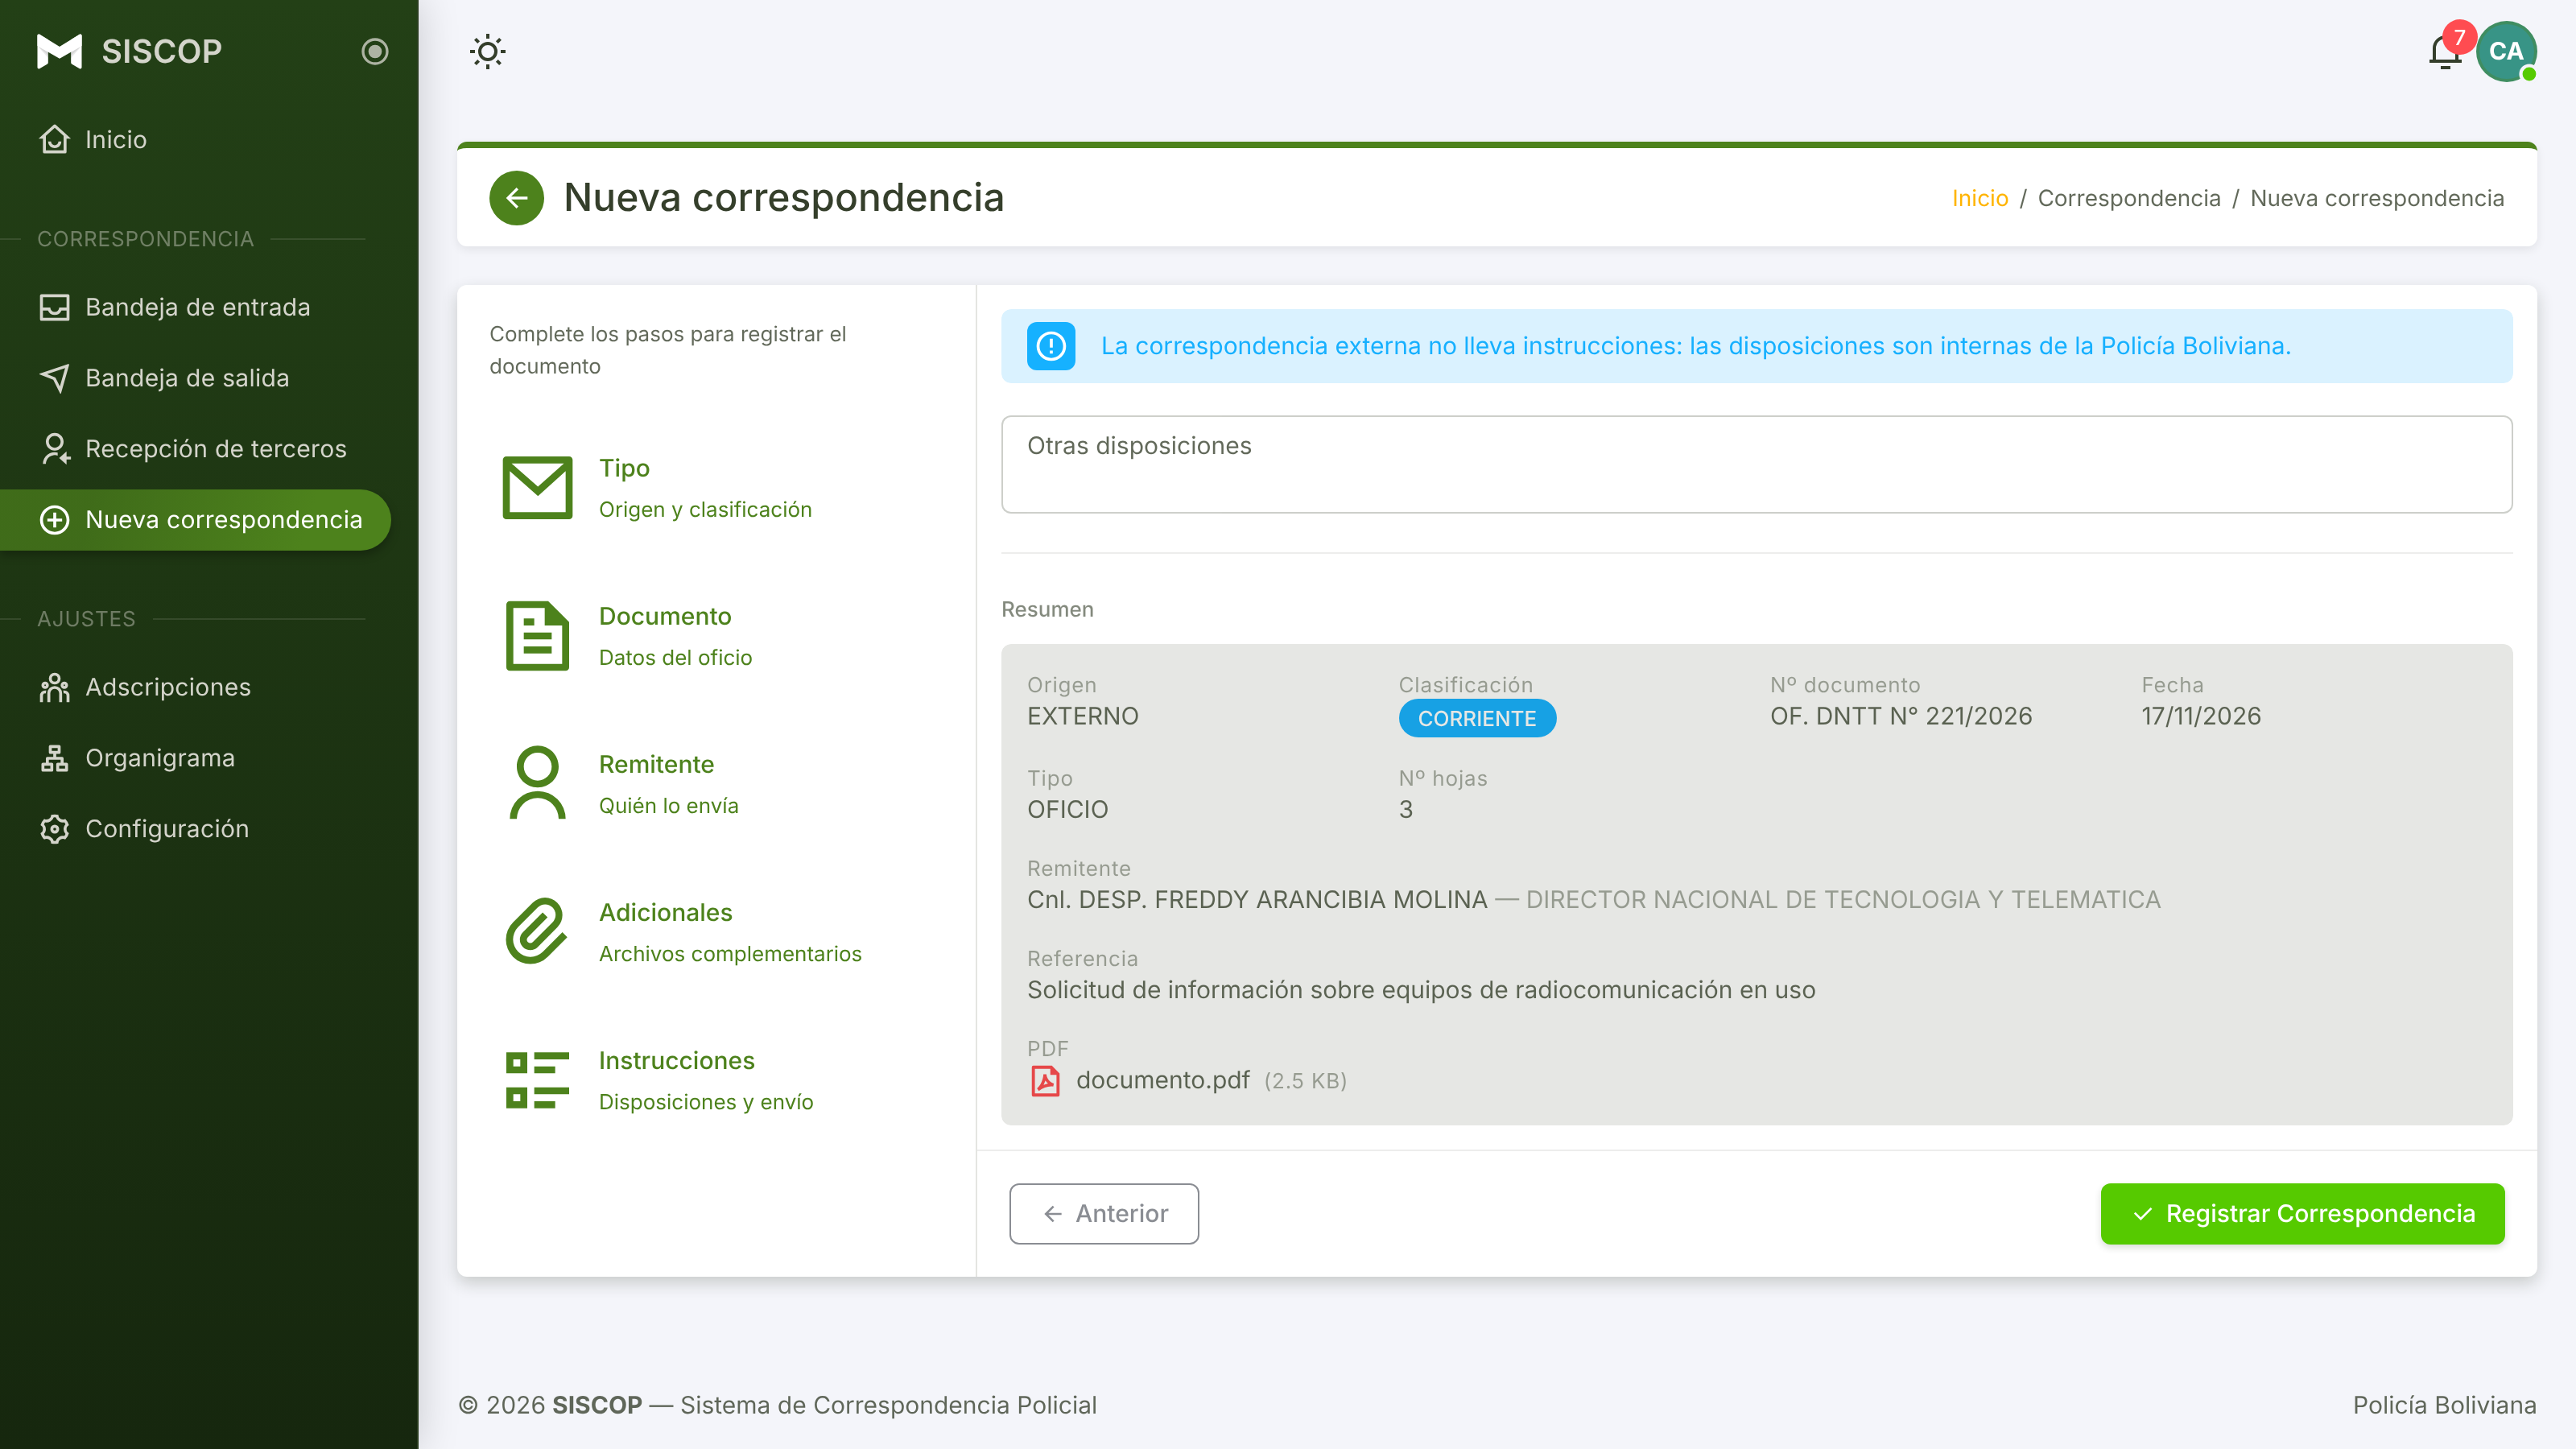 SISCOP
7
CA
Inicio
CORRESPONDENCIA
Bandeja de entrada
Bandeja de salida
Recepción de terceros
Nueva correspondencia
AJUSTES
Adscripciones
Organigrama
Configuración
Nueva correspondencia
Inicio / Correspondencia / Nueva correspondencia
Complete los pasos para registrar el
documento
Tipo
Origen y clasificación
Documento
Datos del oficio
Remitente
Quién lo envía
Adicionales
Archivos complementarios
Instrucciones
Disposiciones y envío
La correspondencia externa no lleva instrucciones: las disposiciones son internas de la Policía Boliviana.
Otras disposiciones
Resumen
Origen
EXTERNO
Clasificación
CORRIENTE
Nº documento
OF. DNTT N° 221/2026
Fecha
17/11/2026
Tipo
OFICIO
Nº hojas
3
Remitente
Cnl. DESP. FREDDY ARANCIBIA MOLINA — DIRECTOR NACIONAL DE TECNOLOGIA Y TELEMATICA
Referencia
Solicitud de información sobre equipos de radiocomunicación en uso
PDF
documento.pdf (2.5 KB)
Anterior
Registrar Correspondencia
© 2026 SISCOP — Sistema de Correspondencia Policial
Policía Boliviana